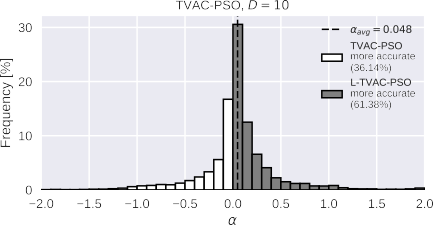 TVAC-PSO, D = 10
Frequency [%]
30
20
10
0
α_avg = 0.048
TVAC-PSO
more accurate
(36.14%)
L-TVAC-PSO
more accurate
(61.38%)
−2.0 −1.5 −1.0 −0.5 0.0 0.5 1.0 1.5 2.0
α